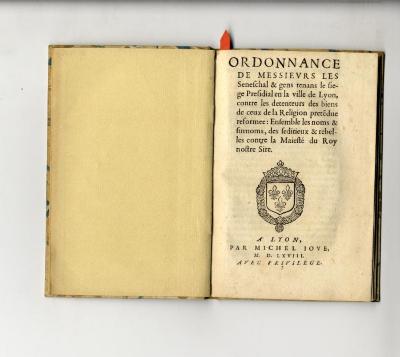 ORDONNANCE
DE MESSIEVRS LES
Seneschal & gens tenans le sie-
ge Presidial en la ville de Lyon,
contre les detenteurs des biens
de ceux de la Religion pretẽdue
reformee: Ensemble les noms &
surnoms, des seditieux & rebel-
les contre la Maiesté du Roy
nostre Sire.
A LYON,
PAR MICHEL IOVE,
M. D. LXVIII.
AVEC PRIVILEGE.